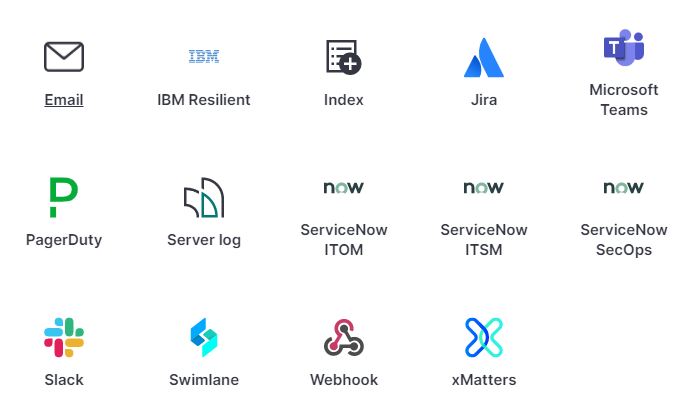 IBM
T
Email
IBM Resilient
Index
Jira
Microsoft
Teams
P
now
now
now
PagerDuty
Server log
ServiceNow
ITOM
ServiceNow
ITSM
ServiceNow
SecOps
Slack
Swimlane
Webhook
xMatters